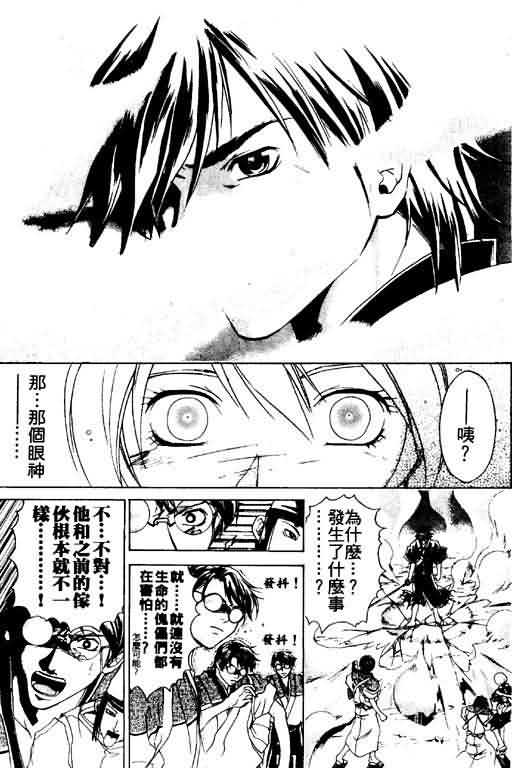 ——咦?
那…那個眼神
………
為什麼…?
發生了什麼事
………?
不…不對…!
他和之前的傢
伙根本就不一
樣…………!
發抖!
發抖!
就……就連沒有
生命的傀儡們都
在害怕……?
怎麼可能?